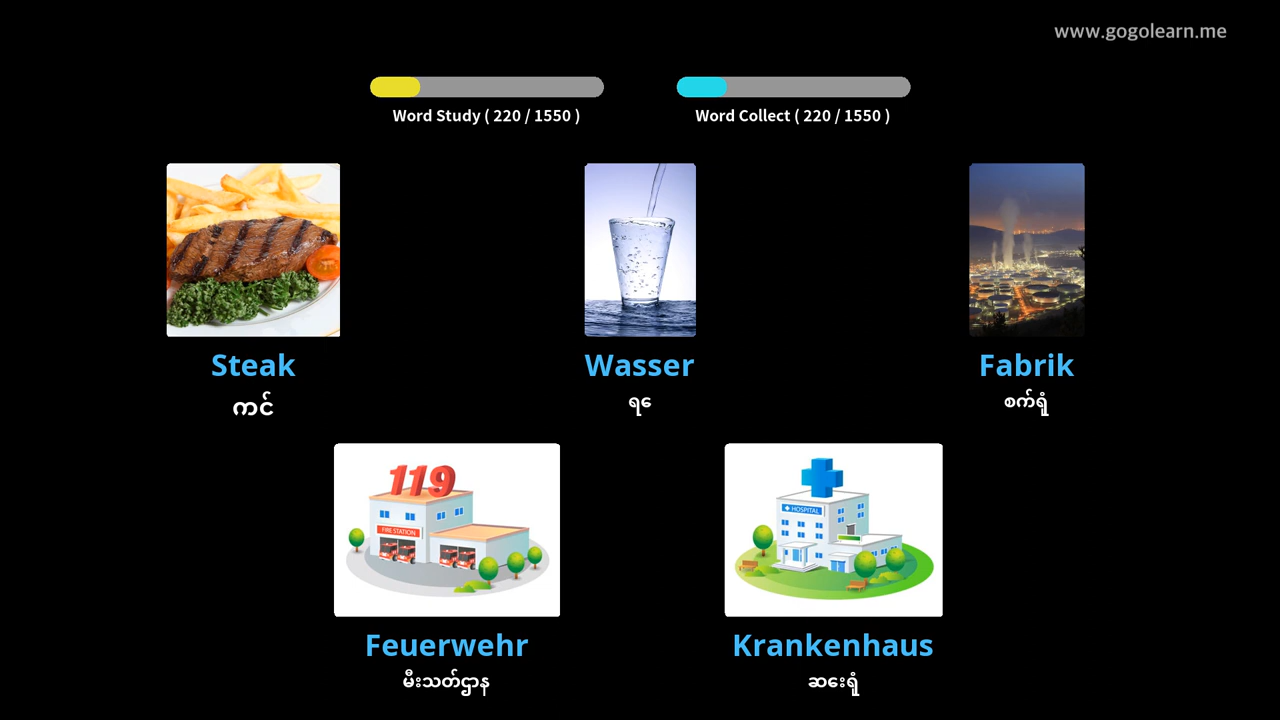 www.gogolearn.me
Word Study ( 220 / 1550 )
Word Collect ( 220 / 1550 )
Steak
ကင်
Wasser
ရေ
Fabrik
စက်ရုံ
119
FIRE STATION
Feuerwehr
မီးသတ်ဌာန
HOSPITAL
Krankenhaus
ဆေးရုံ